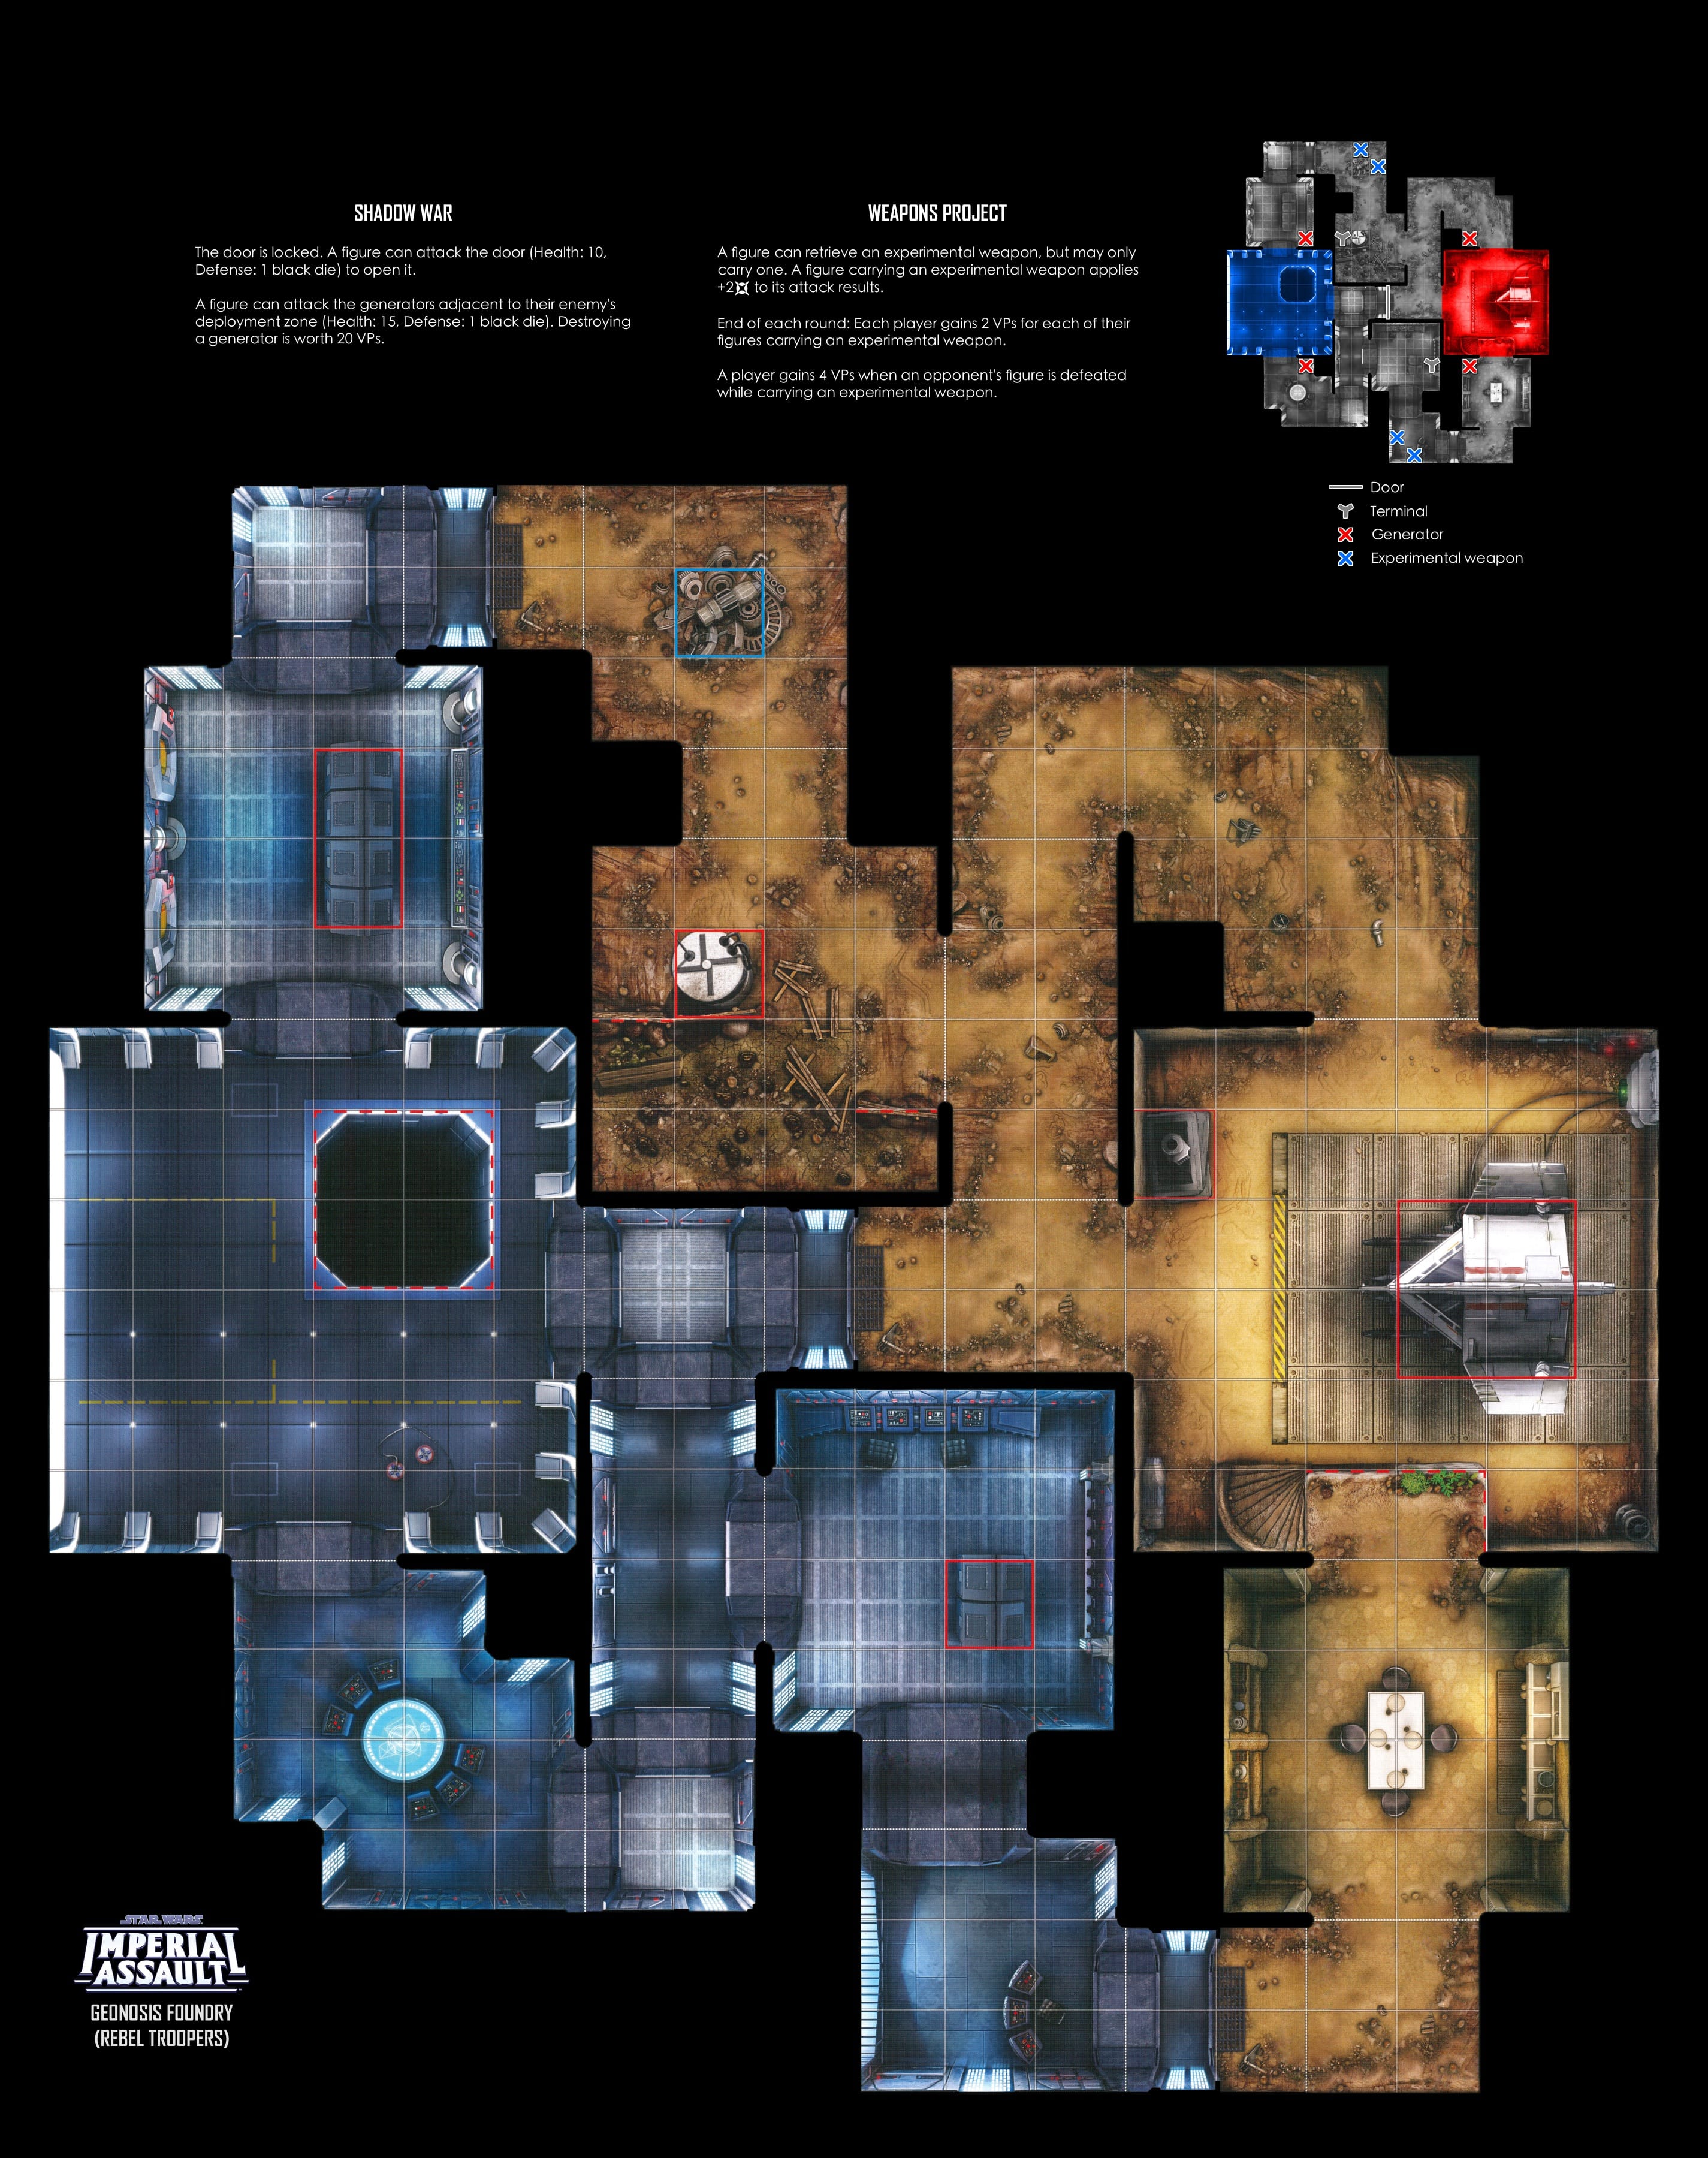 SHADOW WAR
The door is locked. A figure can attack the door (Health: 10,
Defense: 1 black die) to open it.
A figure can attack the generators adjacent to their enemy's
deployment zone (Health: 15, Defense: 1 black die). Destroying
a generator is worth 20 VPs.
WEAPONS PROJECT
A figure can retrieve an experimental weapon, but may only
carry one. A figure carrying an experimental weapon applies
+2 to its attack results.
End of each round: Each player gains 2 VPs for each of their
figures carrying an experimental weapon.
A player gains 4 VPs when an opponent's figure is defeated
while carrying an experimental weapon.
Door
Terminal
Generator
Experimental weapon
STAR WARS
IMPERIAL
ASSAULT
GEONOSIS FOUNDRY
(REBEL TROOPERS)